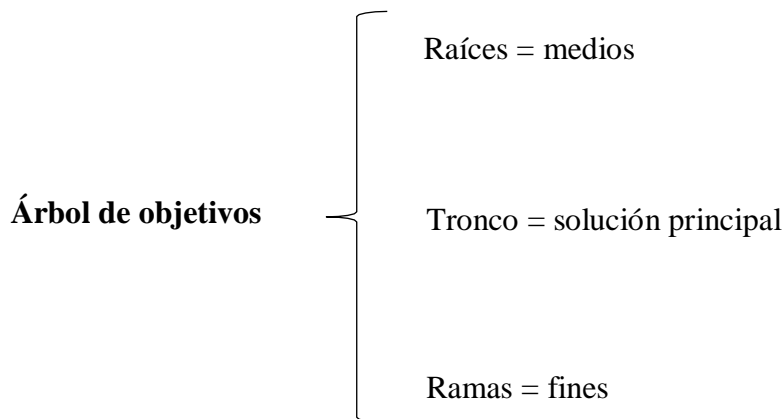 Raíces = medios
Árbol de objetivos
Tronco = solución principal
Ramas = fines